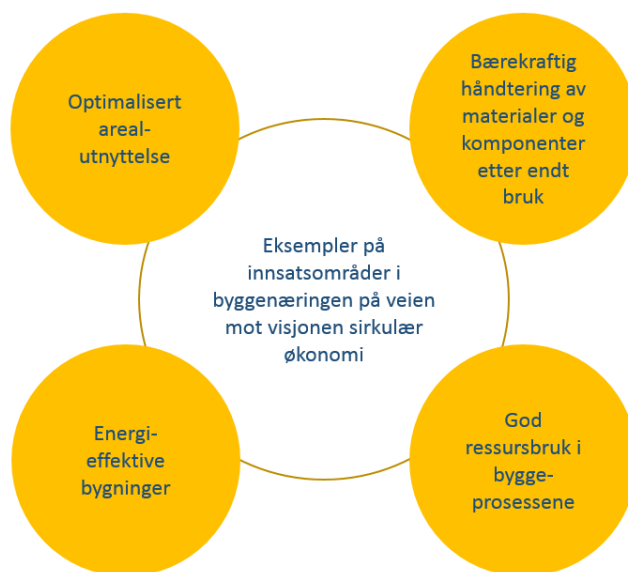 Optimalisert
areal-
utnyttelse
Bærekraftig
håndtering av
materialer og
komponenter
etter endt
bruk
Eksempler på
innsatsområder i
byggenæringen på veien
mot visjonen sirkulær
økonomi
Energi-
effektive
bygninger
God
ressursbruk i
bygge-
prosessene